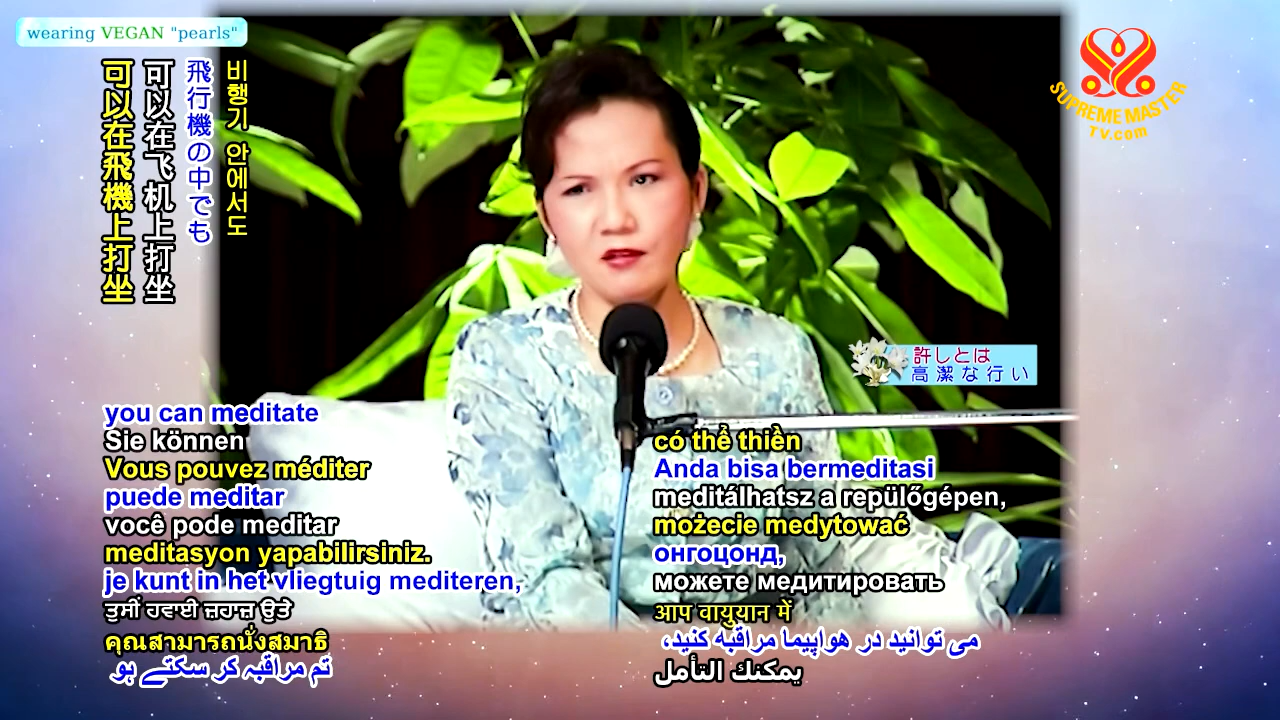 wearing VEGAN "pearls"
SUPREME MASTER
TV.com
可以在飛機上打坐
可以在飞机上打坐
飛行機の中でも
비행기 안에서도
許しとは
高潔な行い
you can meditate
Sie können
Vous pouvez méditer
puede meditar
você pode meditar
meditasyon yapabilirsiniz.
je kunt in het vliegtuig mediteren,
ਤੁਸੀਂ ਹਵਾਈ ਜ਼ਹਾਜ਼ ਉਤੇ
คุณสามารถนั่งสมาธิ
تم مراقبہ کر سکتے ہو
có thể thiền
Anda bisa bermeditasi
meditálhatsz a repülőgépen,
możecie medytować
онгоцонд,
можете медитировать
आप वायुयान में
می توانید در هواپیما مراقبه کنید،
يمكنك التأمل